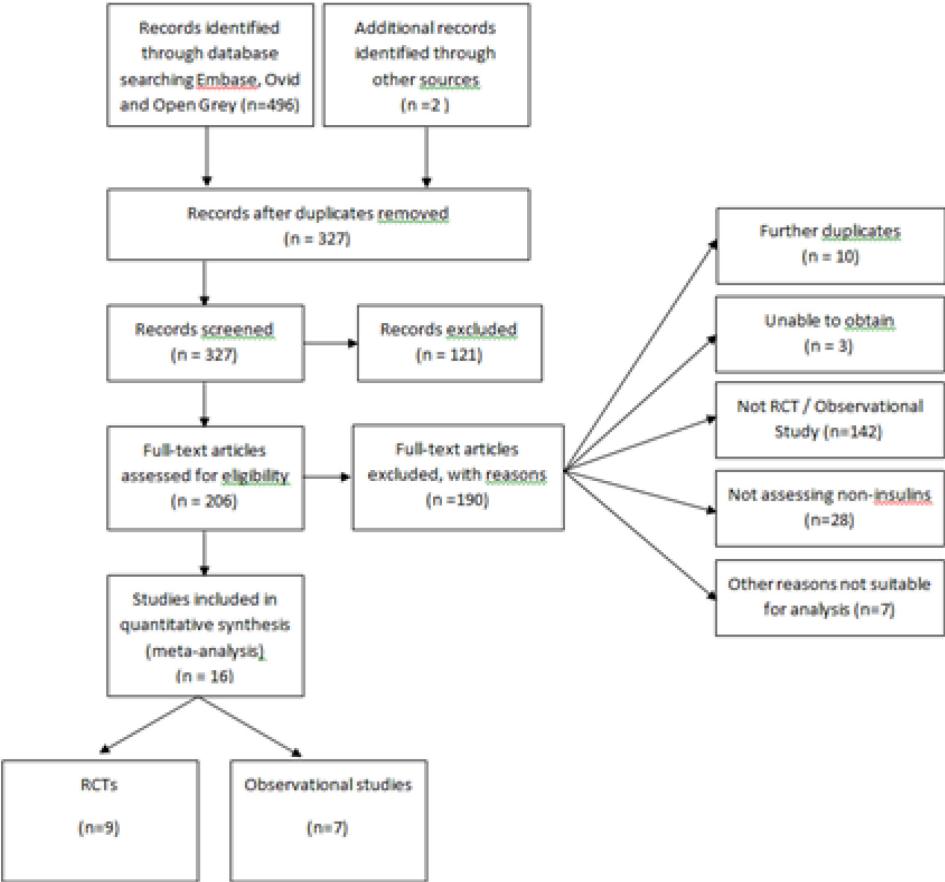 Records identified
through database
searching Embase, Ovid
and Open Grey (n=496)
Additional records
identified through
other sources
(n =2 )
Records after duplicates removed
(n = 327)
Records screened
(n = 327)
Records excluded
(n = 121)
Full-text articles
assessed for eligibility
(n = 206)
Full-text articles
excluded, with reasons
(n =190)
Further duplicates
(n = 10)
Unable to obtain
(n = 3)
Not RCT / Observational
Study (n=142)
Not assessing non-insulins
(n=28)
Other reasons not suitable
for analysis (n=7)
Studies included in
quantitative synthesis
(meta-analysis)
(n = 16)
RCTs
(n=9)
Observational studies
(n=7)